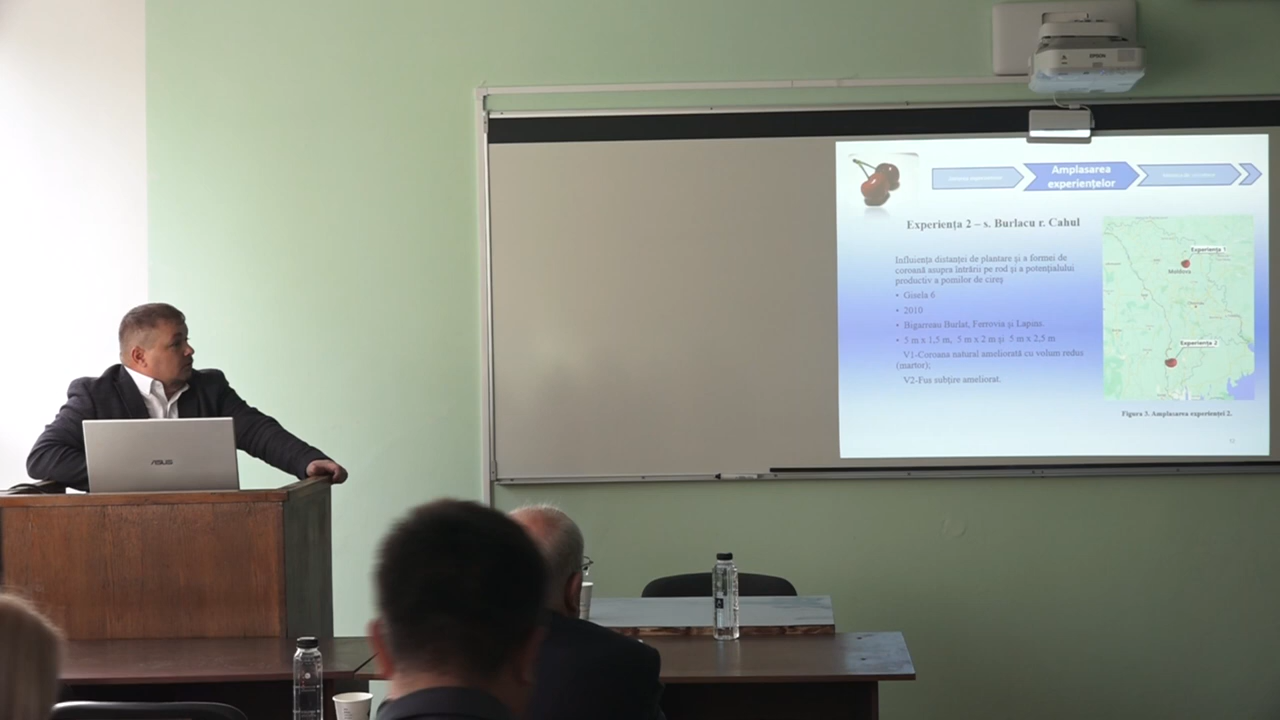 EPSON
Amplasarea
experiențelor
Experiența 2 – s. Burlacu r. Cahul
Influiența distanței de plantare și a formei de
coroană asupra întrării pe rod și a potențialului
productiv a pomilor de cireș
• Gisela 6
• 2010
• Bigarreau Burlat, Ferrovia și Lapins.
• 5 m x 1,5 m, 5 m x 2 m și 5 m x 2,5 m
V1-Coroana natural ameliorată cu volum redus
(martor);
V2-Fus subțire ameliorat.
Experiența 1
Moldova
Experiența 2
Figura 3. Amplasarea experienței 2.
ASUS